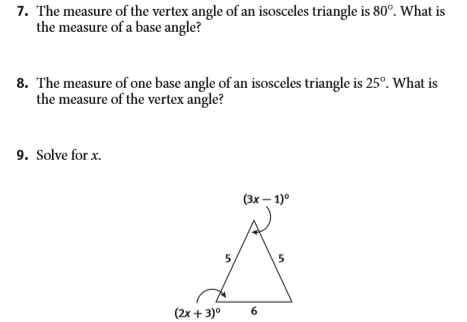 7. The measure of the vertex angle of an isosceles triangle is 80°. What is
the measure of a base angle?
8. The measure of one base angle of an isosceles triangle is 25°. What is
the measure of the vertex angle?
9. Solve for x.
(3x – 1)°
5
5
(2x + 3)°
6